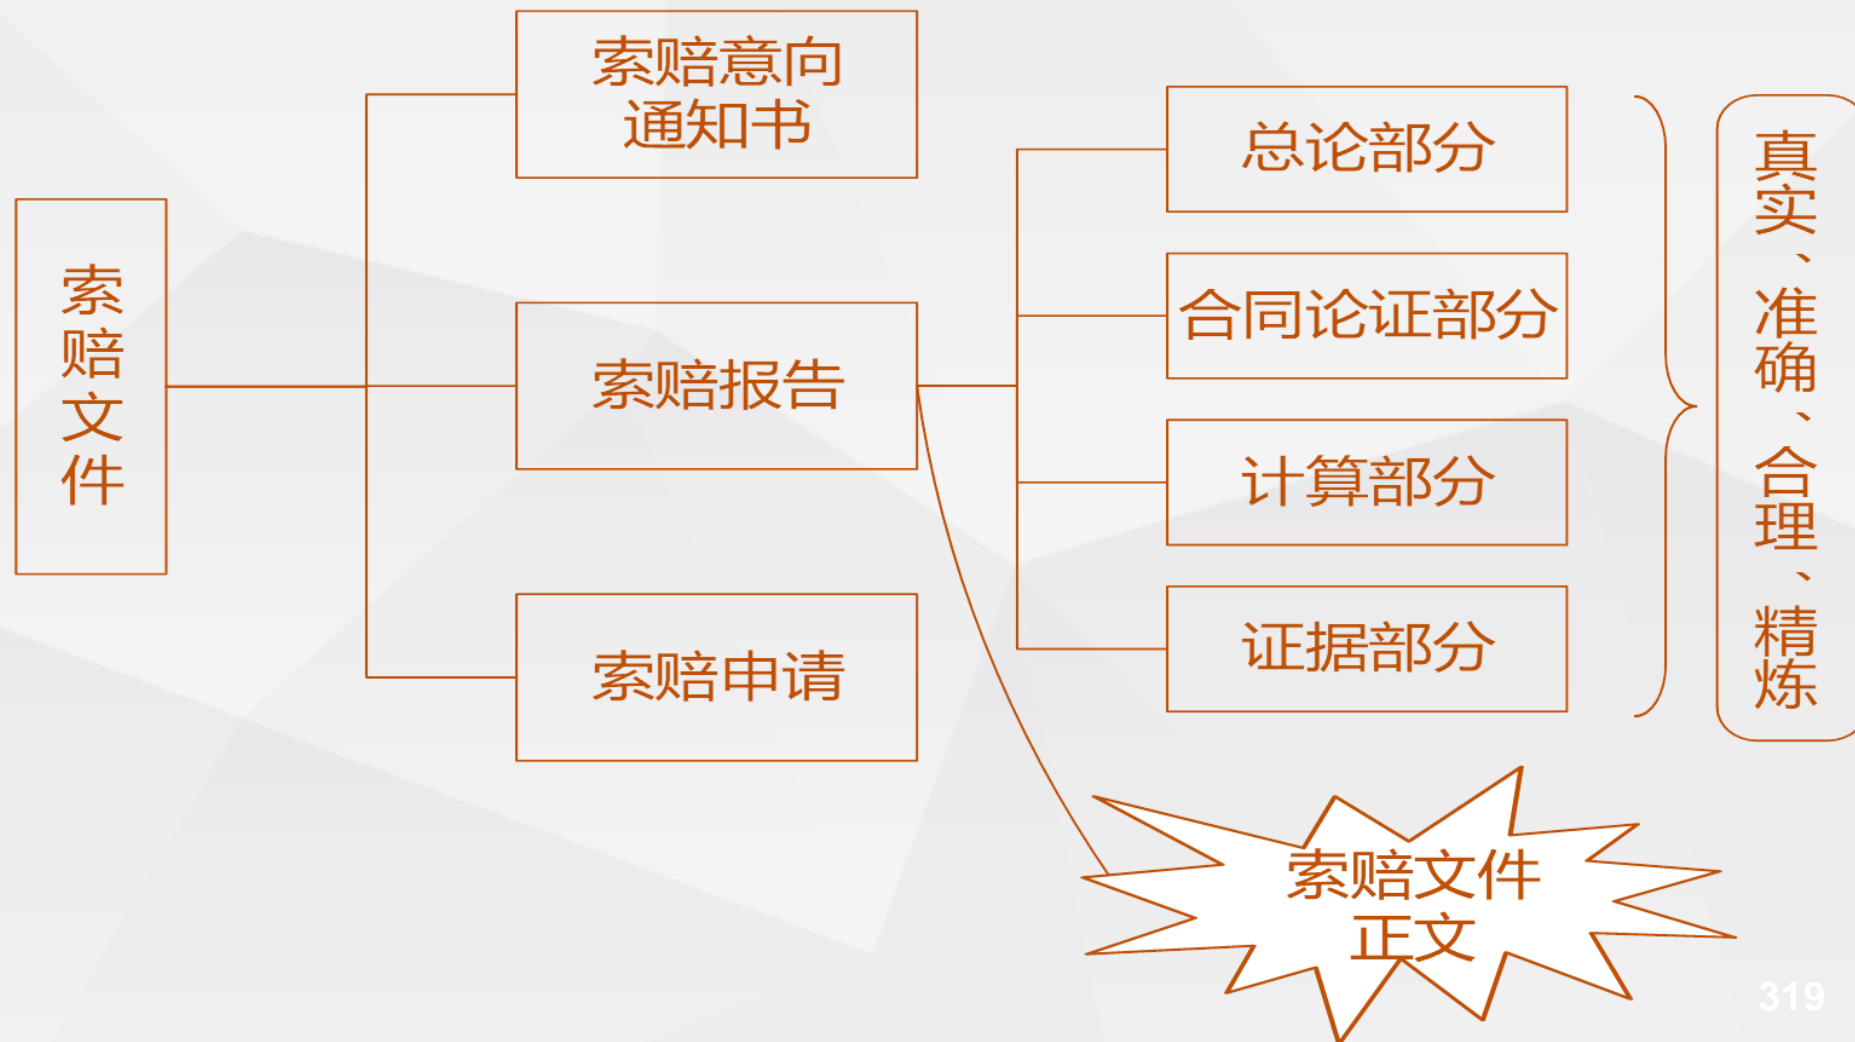 索赔文件
索赔意向
通知书
索赔报告
索赔申请
总论部分
合同论证部分
计算部分
证据部分
真实、准确、合理、精炼
索赔文件
正文
319